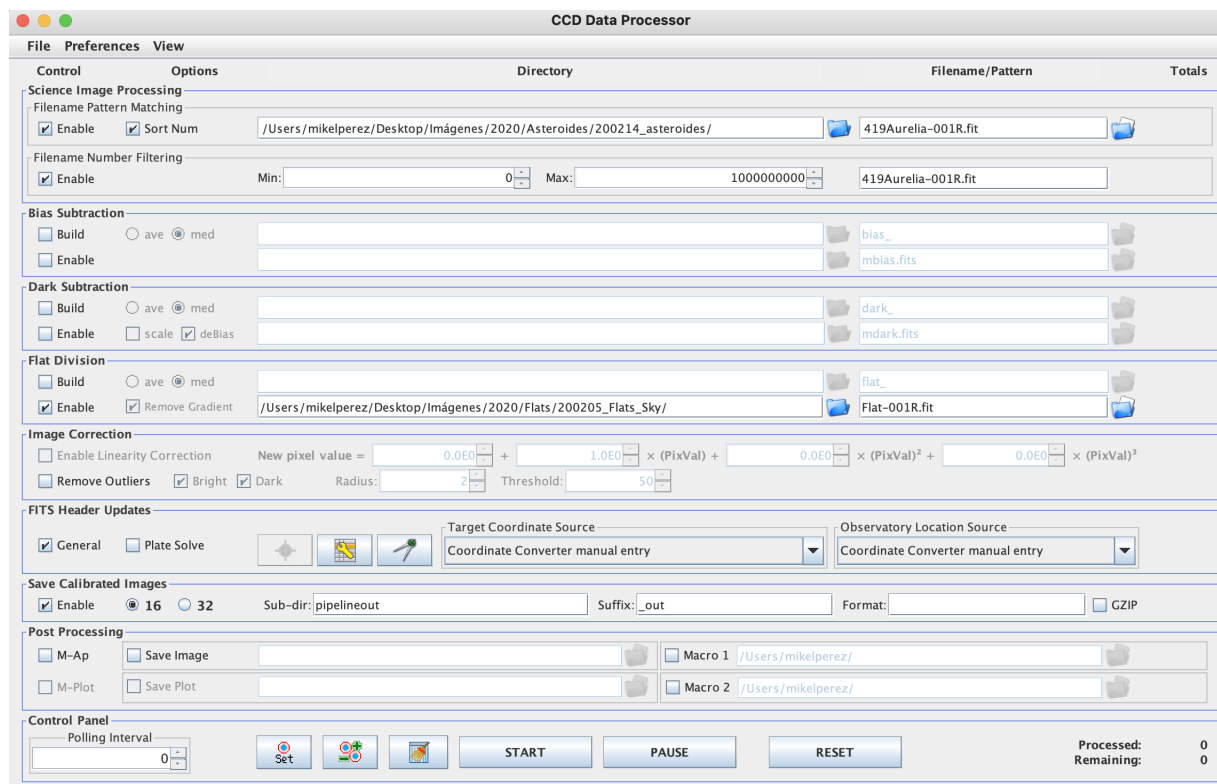 CCD Data Processor
File Preferences View
Control Options Directory Filename/Pattern Totals
Science Image Processing
Filename Pattern Matching
Enable Sort Num /Users/mikelperez/Desktop/Imágenes/2020/Asteroides/200214_asteroides/ 419Aurelia-001R.fit
Filename Number Filtering
Enable Min: 0 Max: 1000000000 419Aurelia-001R.fit
Bias Subtraction
Build ave med bias_
Enable mbias.fits
Dark Subtraction
Build ave med dark_
Enable scale deBias mdark.fits
Flat Division
Build ave med flat_
Enable Remove Gradient /Users/mikelperez/Desktop/Imágenes/2020/Flats/200205_Flats_Sky/ Flat-001R.fit
Image Correction
Enable Linearity Correction New pixel value = 0.0E0 + 1.0E0 × (PixVal) + 0.0E0 × (PixVal)² + 0.0E0 × (PixVal)³
Remove Outliers Bright Dark Radius: 2 Threshold: 50
FITS Header Updates
Target Coordinate Source Observatory Location Source
General Plate Solve Coordinate Converter manual entry Coordinate Converter manual entry
Save Calibrated Images
Enable 16 32 Sub-dir: pipelineout Suffix: _out Format: GZIP
Post Processing
M-Ap Save Image Macro 1 /Users/mikelperez/
M-Plot Save Plot Macro 2 /Users/mikelperez/
Control Panel
Polling Interval
0 Set START PAUSE RESET
Processed: 0
Remaining: 0